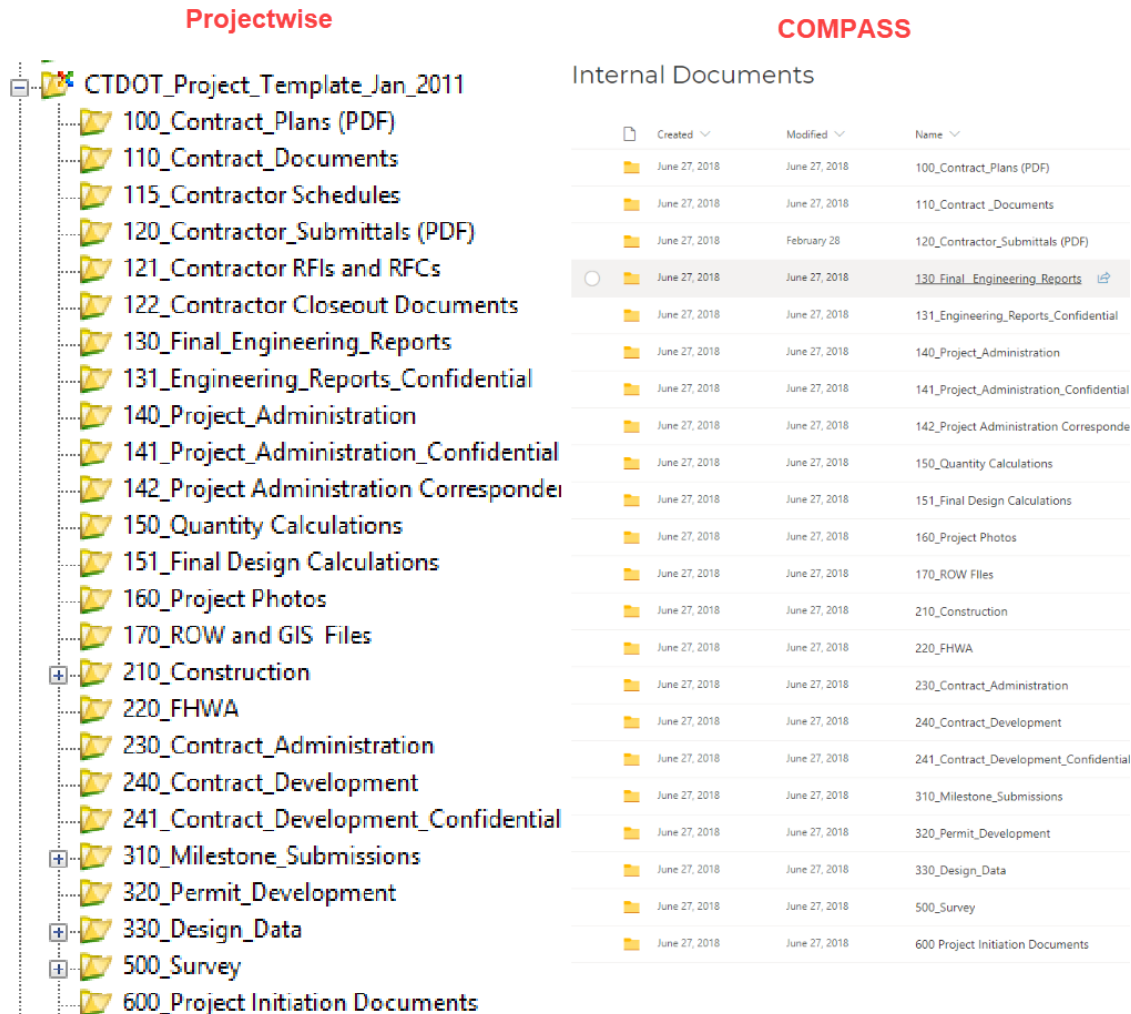 Projectwise
CTDOT_Project_Template_Jan_2011
100_Contract_Plans (PDF)
110_Contract_Documents
115_Contractor Schedules
120_Contractor_Submittals (PDF)
121_Contractor RFIs and RFCs
122_Contractor Closeout Documents
130_Final_Engineering_Reports
131_Engineering_Reports_Confidential
140_Project_Administration
141_Project_Administration_Confidential
142_Project Administration Corresponder
150_Quantity Calculations
151_Final Design Calculations
160_Project Photos
170_ROW and GIS Files
210_Construction
220_FHWA
230_Contract_Administration
240_Contract_Development
241_Contract_Development_Confidential
310_Milestone_Submissions
320_Permit_Development
330_Design_Data
500_Survey
600_Project Initiation Documents
COMPASS
Internal Documents
Created Modified Name
June 27, 2018 June 27, 2018 100_Contract_Plans (PDF)
June 27, 2018 June 27, 2018 110_Contract _Documents
June 27, 2018 February 28 120_Contractor_Submittals (PDF)
June 27, 2018 June 27, 2018 130_Final_ Engineering_Reports
June 27, 2018 June 27, 2018 131_Engineering_Reports_Confidential
June 27, 2018 June 27, 2018 140_Project_Administration
June 27, 2018 June 27, 2018 141_Project_Administration_Confidential
June 27, 2018 June 27, 2018 142_Project Administration Corresponde
June 27, 2018 June 27, 2018 150_Quantity Calculations
June 27, 2018 June 27, 2018 151_Final Design Calculations
June 27, 2018 June 27, 2018 160_Project Photos
June 27, 2018 June 27, 2018 170_ROW FIles
June 27, 2018 June 27, 2018 210_Construction
June 27, 2018 June 27, 2018 220_FHWA
June 27, 2018 June 27, 2018 230_Contract_Administration
June 27, 2018 June 27, 2018 240_Contract_Development
June 27, 2018 June 27, 2018 241_Contract_Development_Confidential
June 27, 2018 June 27, 2018 310_Milestone_Submissions
June 27, 2018 June 27, 2018 320_Permit_Development
June 27, 2018 June 27, 2018 330_Design_Data
June 27, 2018 June 27, 2018 500_Survey
June 27, 2018 June 27, 2018 600 Project Initiation Documents